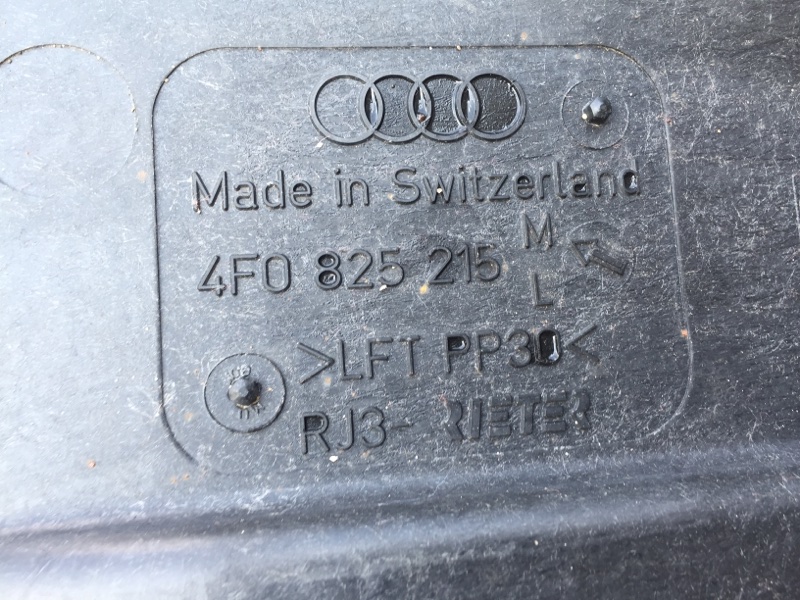 Made in Switzerland
4F0 825 215 M
L
>LFT PP30<
RJ3- RIETER